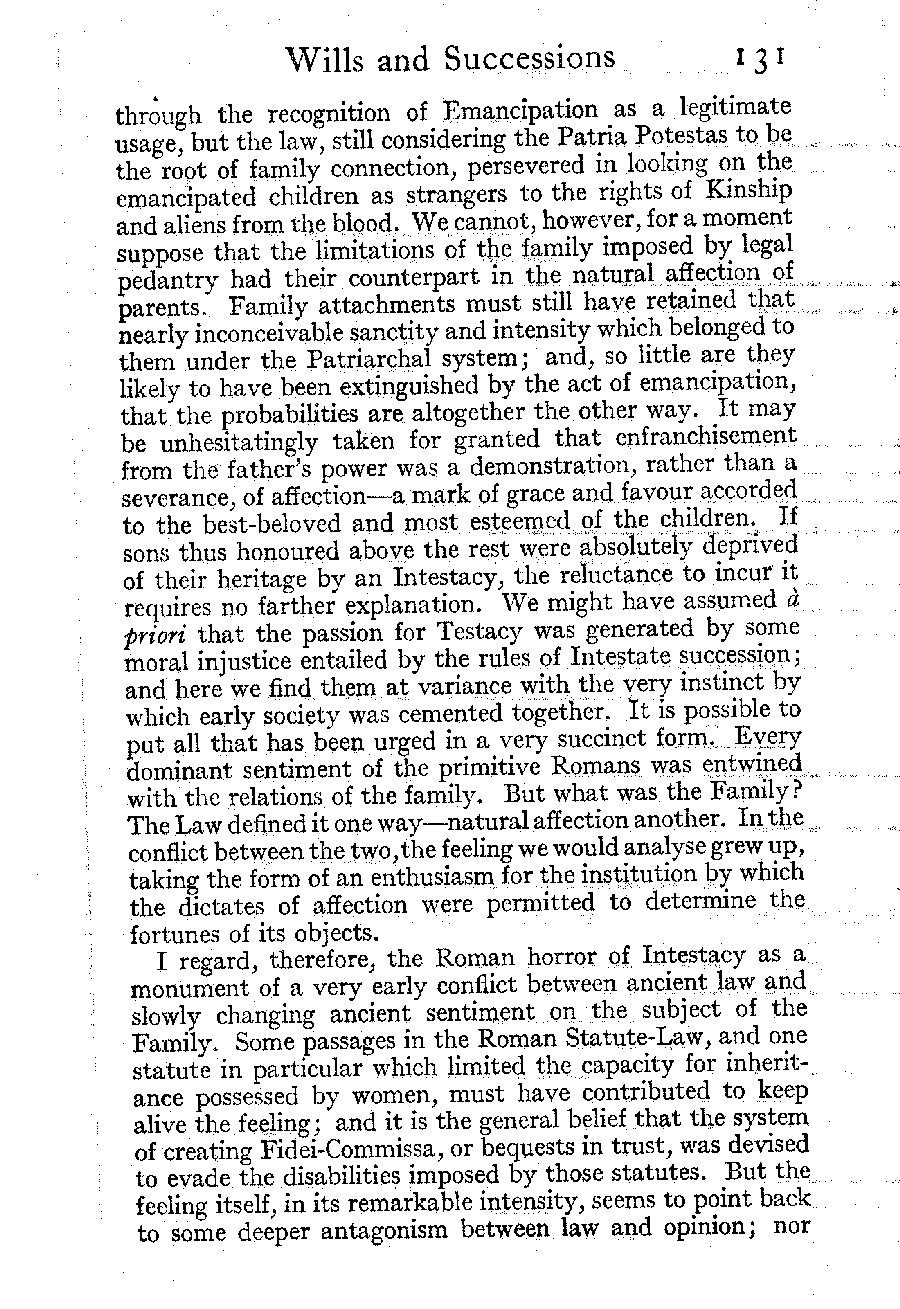 Wills and Successions 131
through the recognition of Emancipation as a legitimate
usage, but the law, still considering the Patria Potestas to be
the root of family connection, persevered in looking on the
emancipated children as strangers to the rights of Kinship
and aliens from the blood. We cannot, however, for a moment
suppose that the limitations of the family imposed by legal
pedantry had their counterpart in the natural affection of
parents. Family attachments must still have retained that
nearly inconceivable sanctity and intensity which belonged to
them under the Patriarchal system; and, so little are they
likely to have been extinguished by the act of emancipation,
that the probabilities are altogether the other way. It may
be unhesitatingly taken for granted that enfranchisement
from the father's power was a demonstration, rather than a
severance, of affection—a mark of grace and favour accorded
to the best-beloved and most esteemed of the children. If
sons thus honoured above the rest were absolutely deprived
of their heritage by an Intestacy, the reluctance to incur it
requires no farther explanation. We might have assumed à
priori that the passion for Testacy was generated by some
moral injustice entailed by the rules of Intestate succession;
and here we find them at variance with the very instinct by
which early society was cemented together. It is possible to
put all that has been urged in a very succinct form. Every
dominant sentiment of the primitive Romans was entwined
with the relations of the family. But what was the Family?
The Law defined it one way—natural affection another. In the
conflict between the two, the feeling we would analyse grew up,
taking the form of an enthusiasm for the institution by which
the dictates of affection were permitted to determine the
fortunes of its objects.
I regard, therefore, the Roman horror of Intestacy as a
monument of a very early conflict between ancient law and
slowly changing ancient sentiment on the subject of the
Family. Some passages in the Roman Statute-Law, and one
statute in particular which limited the capacity for inherit-
ance possessed by women, must have contributed to keep
alive the feeling; and it is the general belief that the system
of creating Fidei-Commissa, or bequests in trust, was devised
to evade the disabilities imposed by those statutes. But the
feeling itself, in its remarkable intensity, seems to point back
to some deeper antagonism between law and opinion; nor